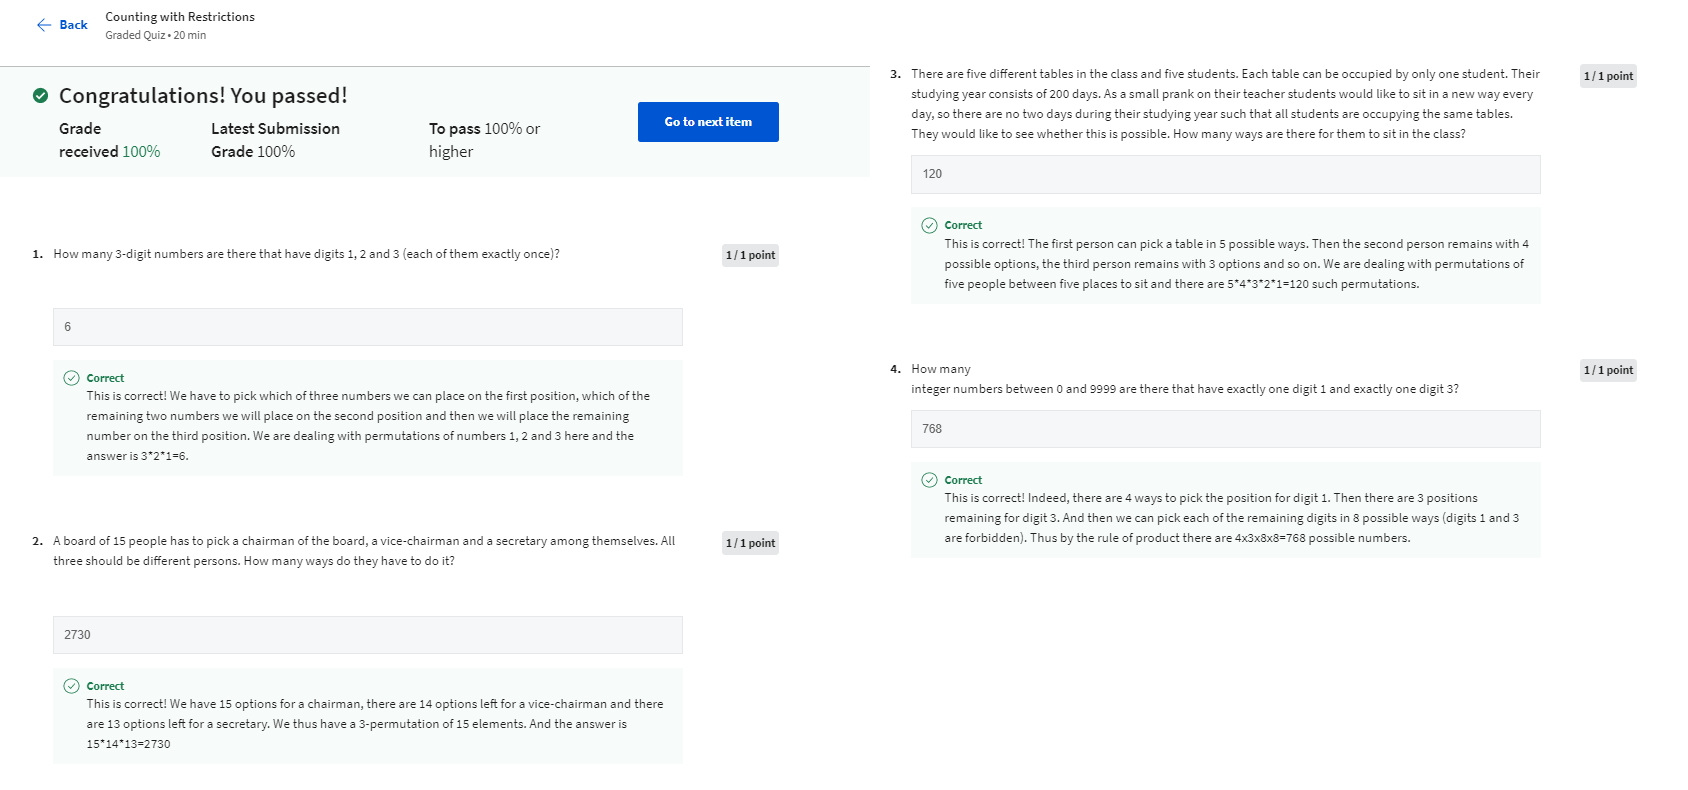 Back
Counting with Restrictions
Graded Quiz • 20 min
Congratulations! You passed!
Grade
received 100%
Latest Submission
Grade 100%
To pass 100% or
higher
Go to next item
1. How many 3-digit numbers are there that have digits 1, 2 and 3 (each of them exactly once)?
1 / 1 point
6
Correct
This is correct! We have to pick which of three numbers we can place on the first position, which of the
remaining two numbers we will place on the second position and then we will place the remaining
number on the third position. We are dealing with permutations of numbers 1, 2 and 3 here and the
answer is 3*2*1=6.
2. A board of 15 people has to pick a chairman of the board, a vice-chairman and a secretary among themselves. All
three should be different persons. How many ways do they have to do it?
1 / 1 point
2730
Correct
This is correct! We have 15 options for a chairman, there are 14 options left for a vice-chairman and there
are 13 options left for a secretary. We thus have a 3-permutation of 15 elements. And the answer is
15*14*13=2730
3. There are five different tables in the class and five students. Each table can be occupied by only one student. Their
studying year consists of 200 days. As a small prank on their teacher students would like to sit in a new way every
day, so there are no two days during their studying year such that all students are occupying the same tables.
They would like to see whether this is possible. How many ways are there for them to sit in the class?
1 / 1 point
120
Correct
This is correct! The first person can pick a table in 5 possible ways. Then the second person remains with 4
possible options, the third person remains with 3 options and so on. We are dealing with permutations of
five people between five places to sit and there are 5*4*3*2*1=120 such permutations.
4. How many
integer numbers between 0 and 9999 are there that have exactly one digit 1 and exactly one digit 3?
1 / 1 point
768
Correct
This is correct! Indeed, there are 4 ways to pick the position for digit 1. Then there are 3 positions
remaining for digit 3. And then we can pick each of the remaining digits in 8 possible ways (digits 1 and 3
are forbidden). Thus by the rule of product there are 4x3x8x8=768 possible numbers.